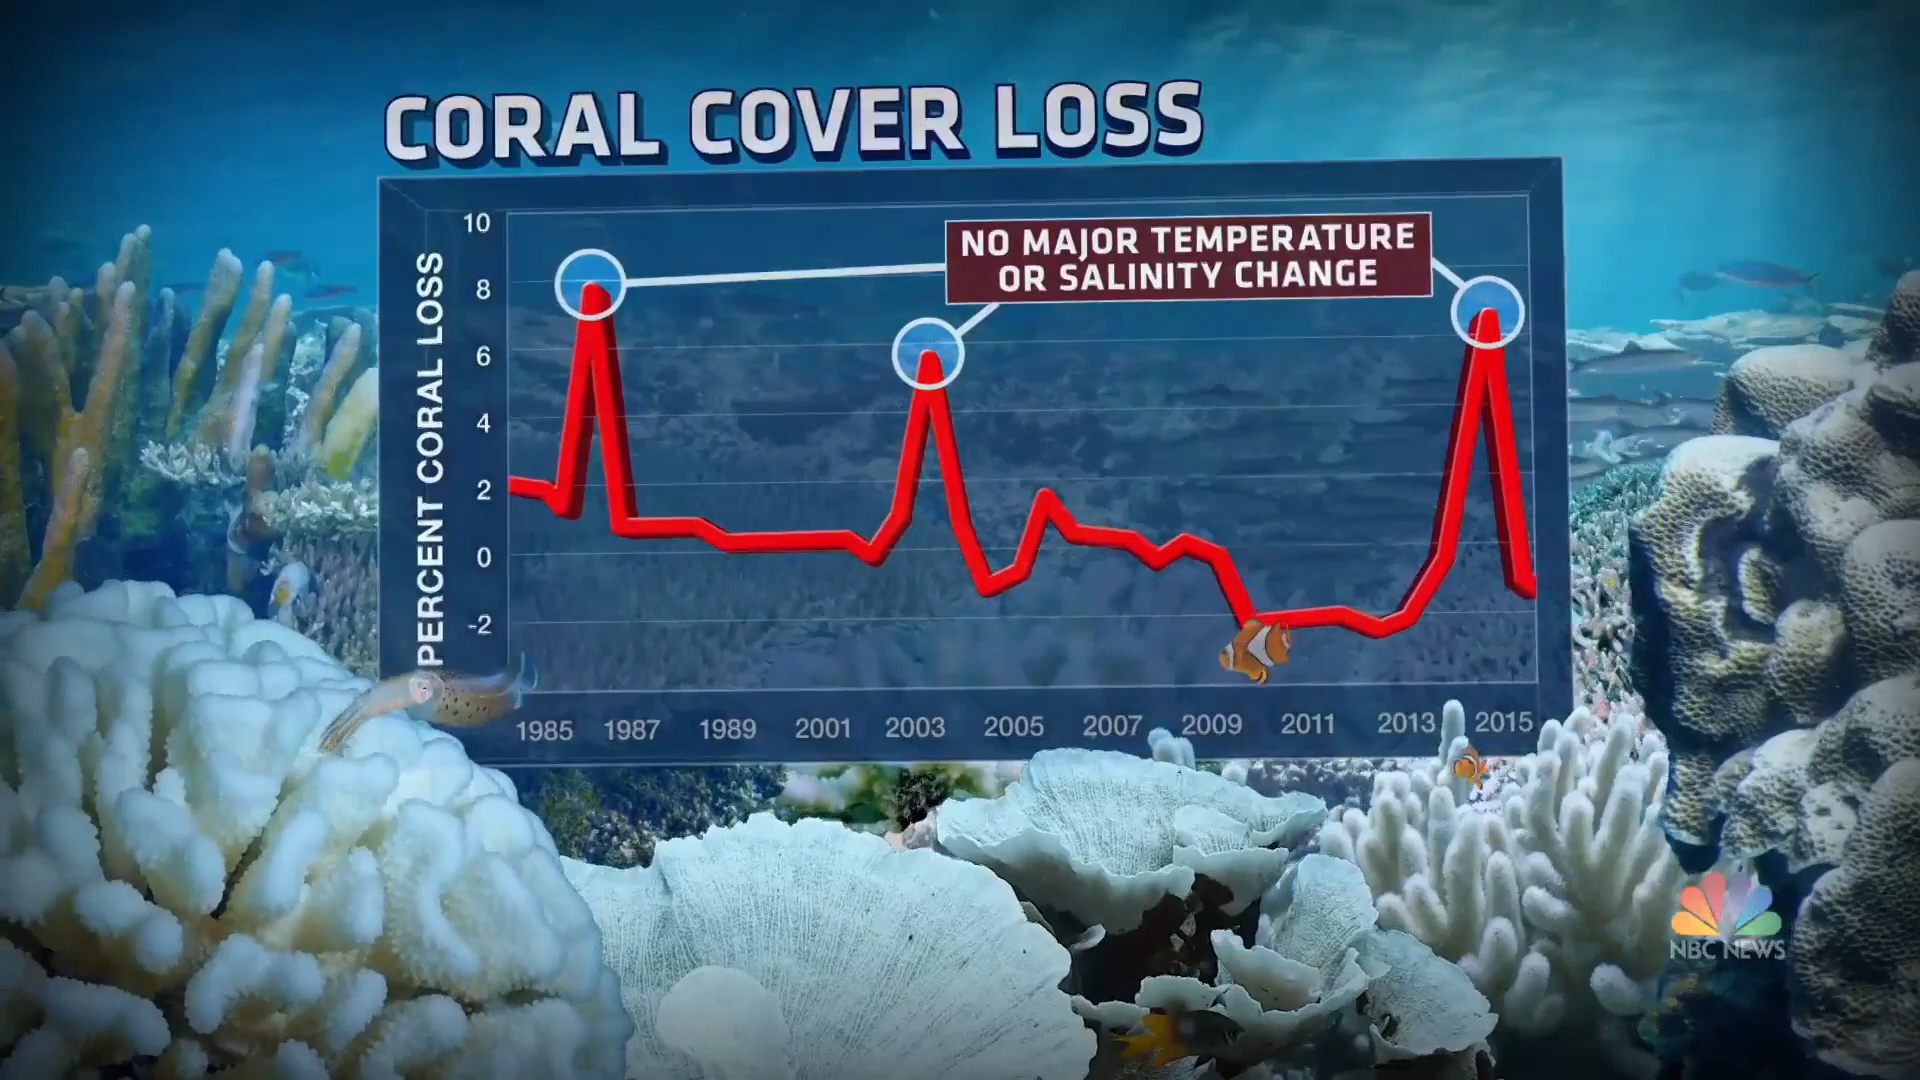 CORAL COVER LOSS
PERCENT CORAL LOSS
10
8
6
4
2
0
-2
NO MAJOR TEMPERATURE
OR SALINITY CHANGE
1985 1987 1989 2001 2003 2005 2007 2009 2011 2013 2015
NBC NEWS